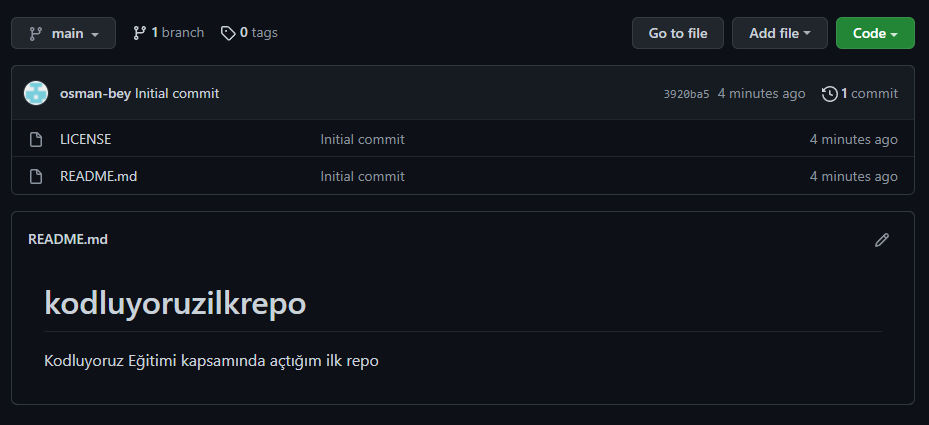 main 1 branch 0 tags Go to file Add file Code
osman-bey Initial commit 3920ba5 4 minutes ago 1 commit
LICENSE Initial commit 4 minutes ago
README.md Initial commit 4 minutes ago
README.md
kodluyoruzilkrepo
Kodluyoruz Eğitimi kapsamında açtığım ilk repo